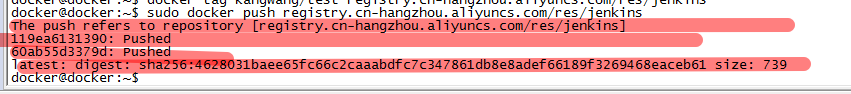 docker@docker:~$ docker tag kangwang/test registry.cn-hangzhou.aliyuncs.com/res/jenkins
docker@docker:~$ sudo docker push registry.cn-hangzhou.aliyuncs.com/res/jenkins
The push refers to repository [registry.cn-hangzhou.aliyuncs.com/res/jenkins]
119ea6131390: Pushed
60ab55d3379d: Pushed
latest: digest: sha256:4628031baee65fc66c2caaabdfc7c347861db8e8adef66189f3269468eaceb61 size: 739
docker@docker:~$